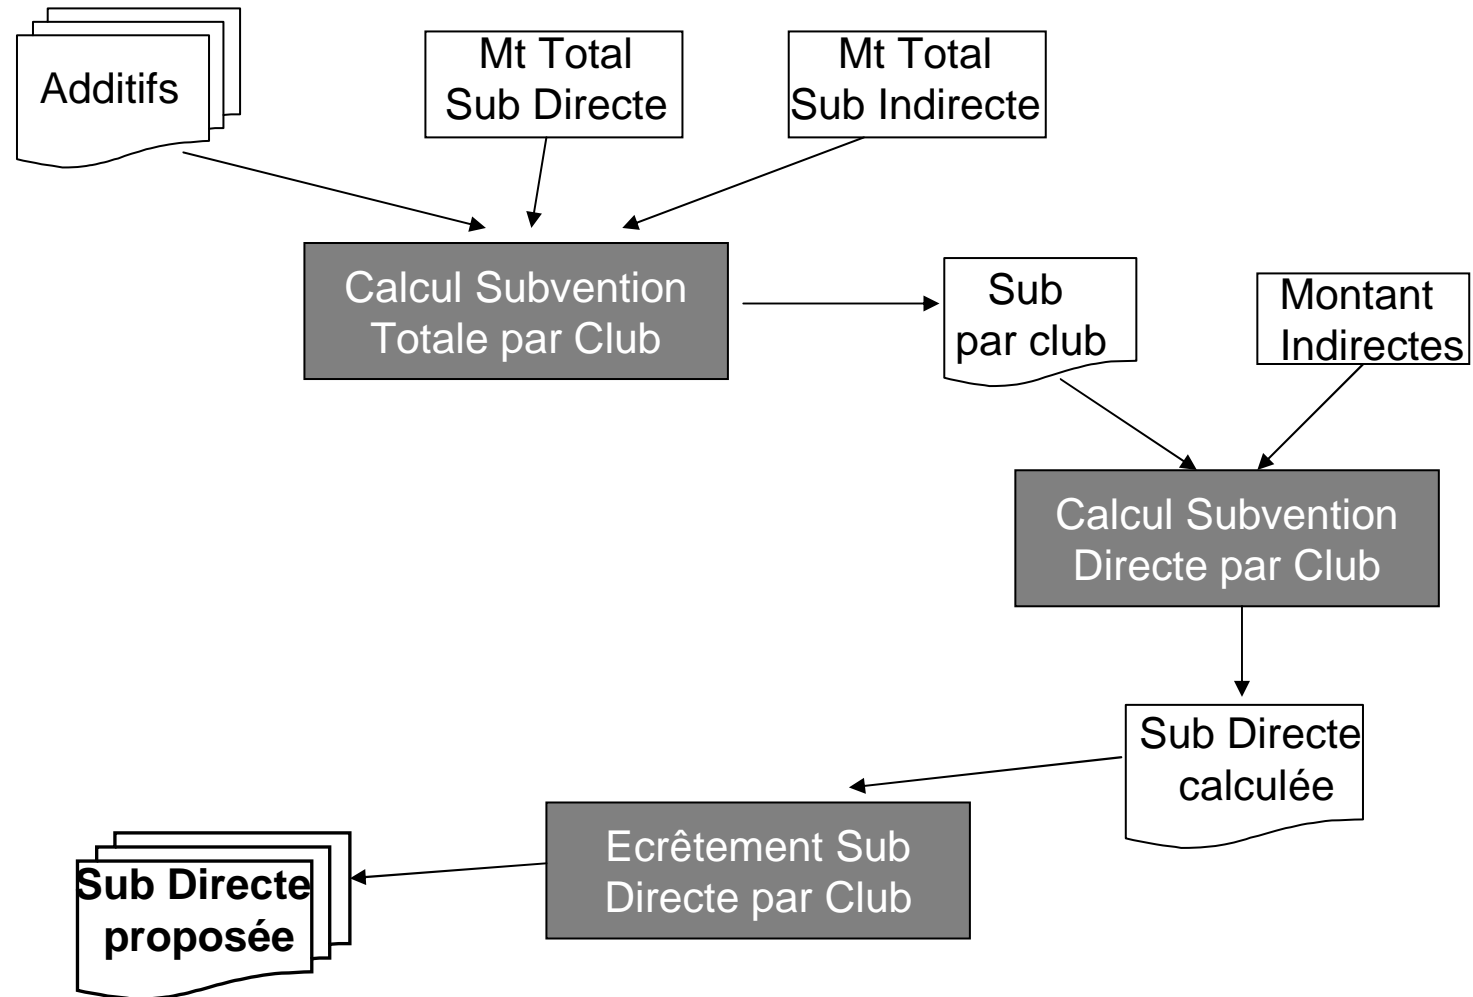 Additifs
Mt Total
Sub Directe
Mt Total
Sub Indirecte
Calcul Subvention
Totale par Club
Sub
par club
Montant
Indirectes
Calcul Subvention
Directe par Club
Sub Directe
calculée
Ecrêtement Sub
Directe par Club
Sub Directe
proposée